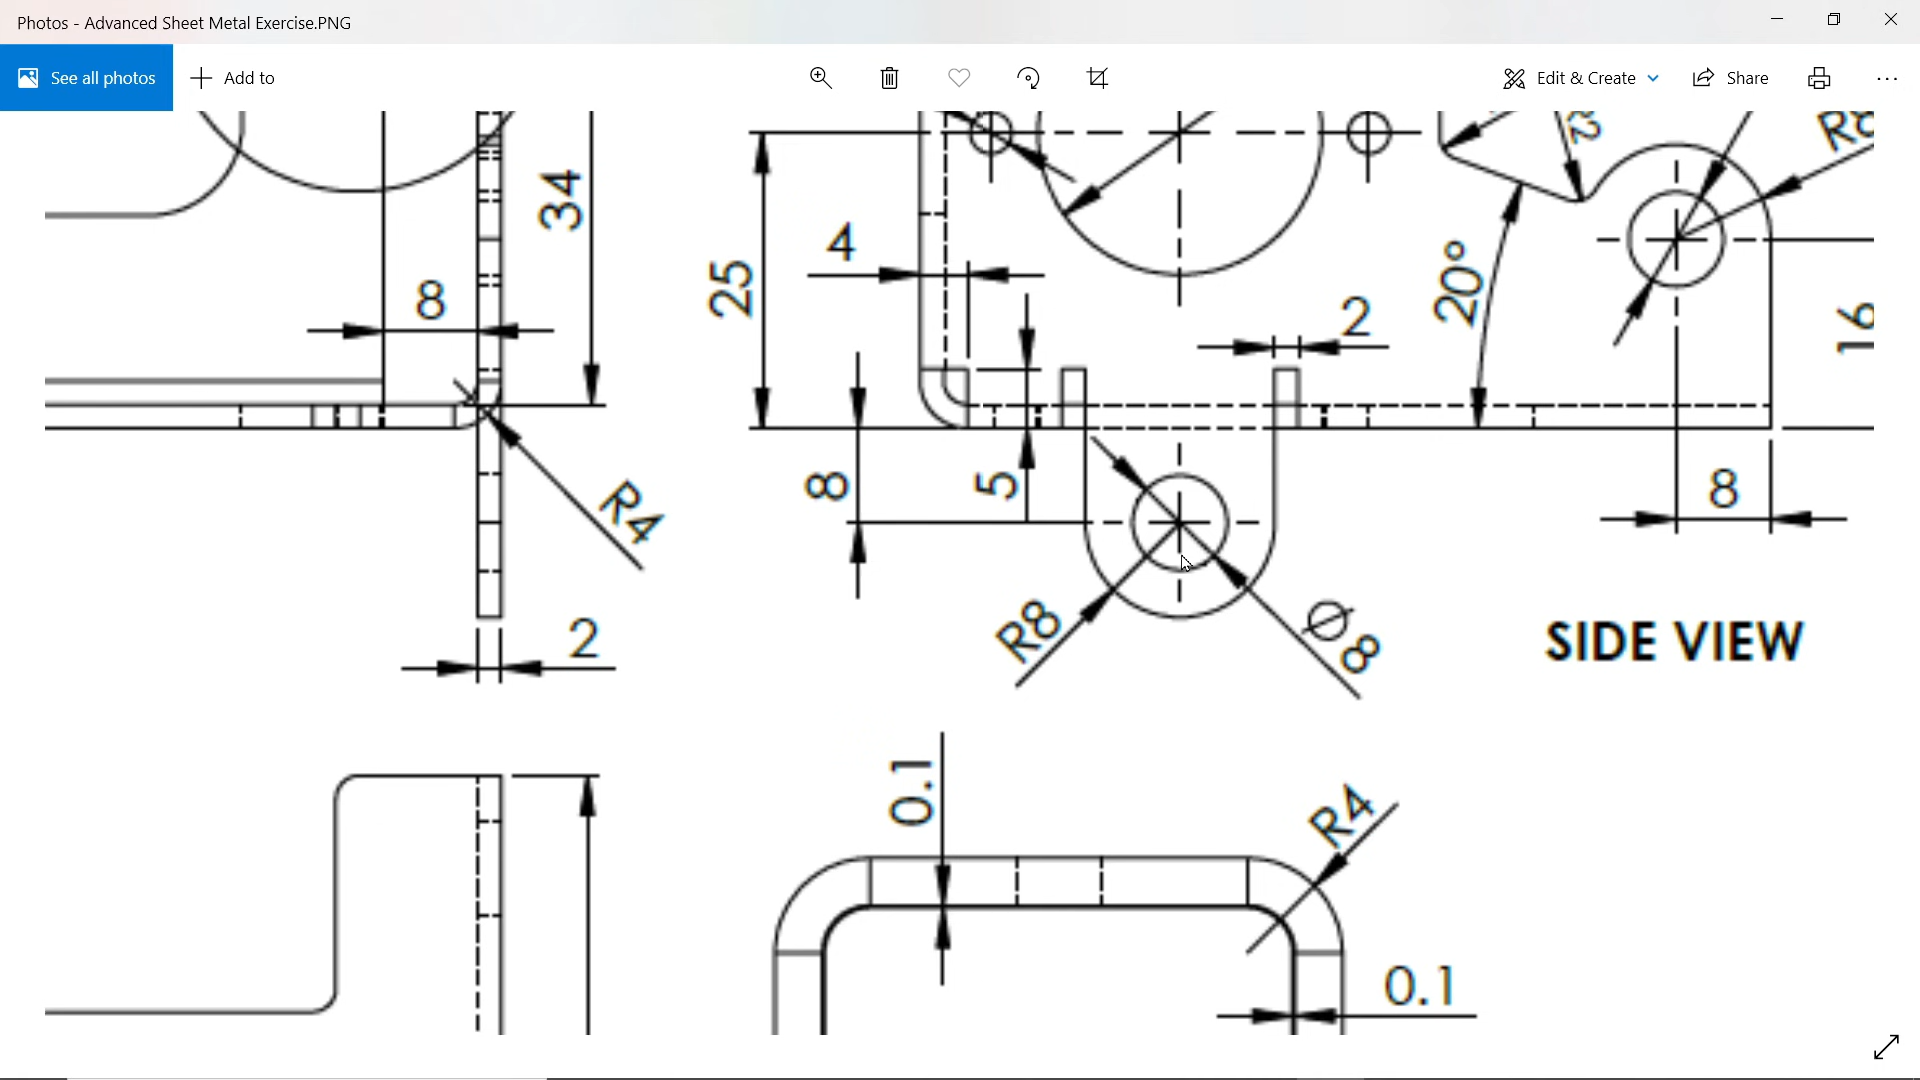 Photos - Advanced Sheet Metal Exercise.PNG
See all photos
Add to
Edit & Create
Share
34
8
R4
2
25
4
2
20°
8
5
R8
Ø8
8
16
SIDE VIEW
0.1
R4
0.1